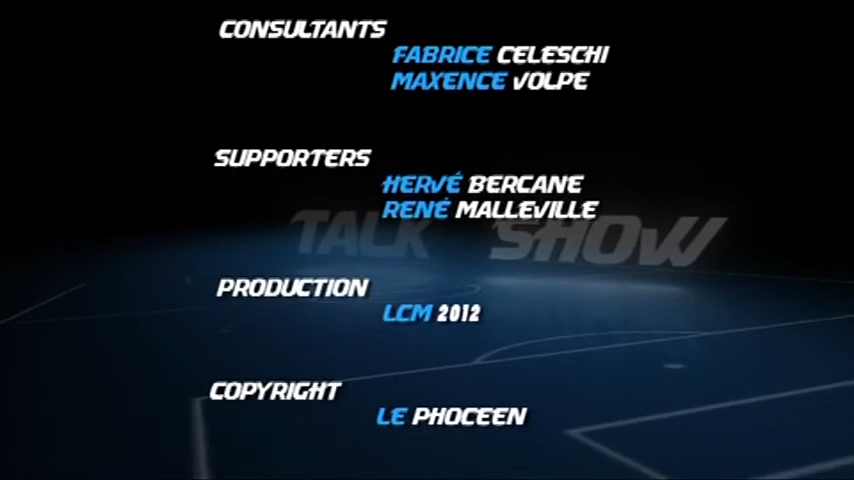 CONSULTANTS
FABRICE CELESCHI
MAXENCE VOLPE
SUPPORTERS
HERVÉ BERCANE
RENÉ MALLEVILLE
TALK SHOW
PRODUCTION
LCM 2012
COPYRIGHT
LE PHOCEEN